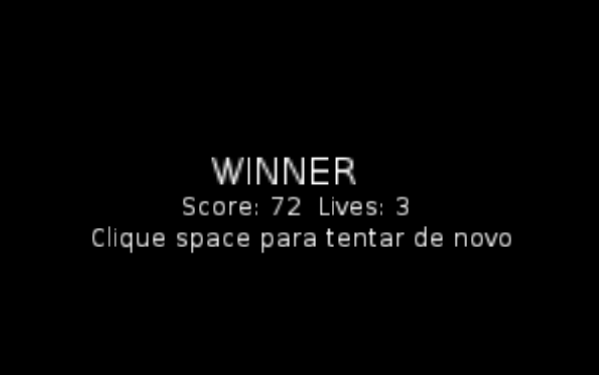 WINNER
Score: 72 Lives: 3
Clique space para tentar de novo